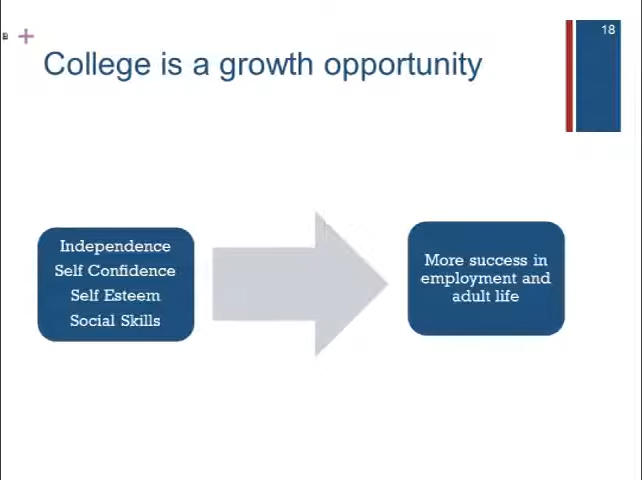 18
College is a growth opportunity
Independence
Self Confidence
Self Esteem
Social Skills
More success in
employment and
adult life